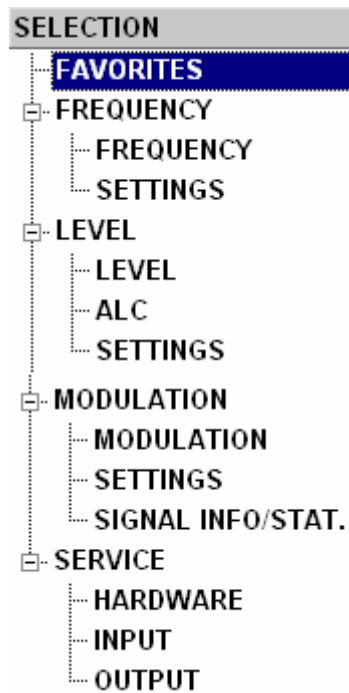 SELECTION
FAVORITES
FREQUENCY
FREQUENCY
SETTINGS
LEVEL
LEVEL
ALC
SETTINGS
MODULATION
MODULATION
SETTINGS
SIGNAL INFO/STAT.
SERVICE
HARDWARE
INPUT
OUTPUT